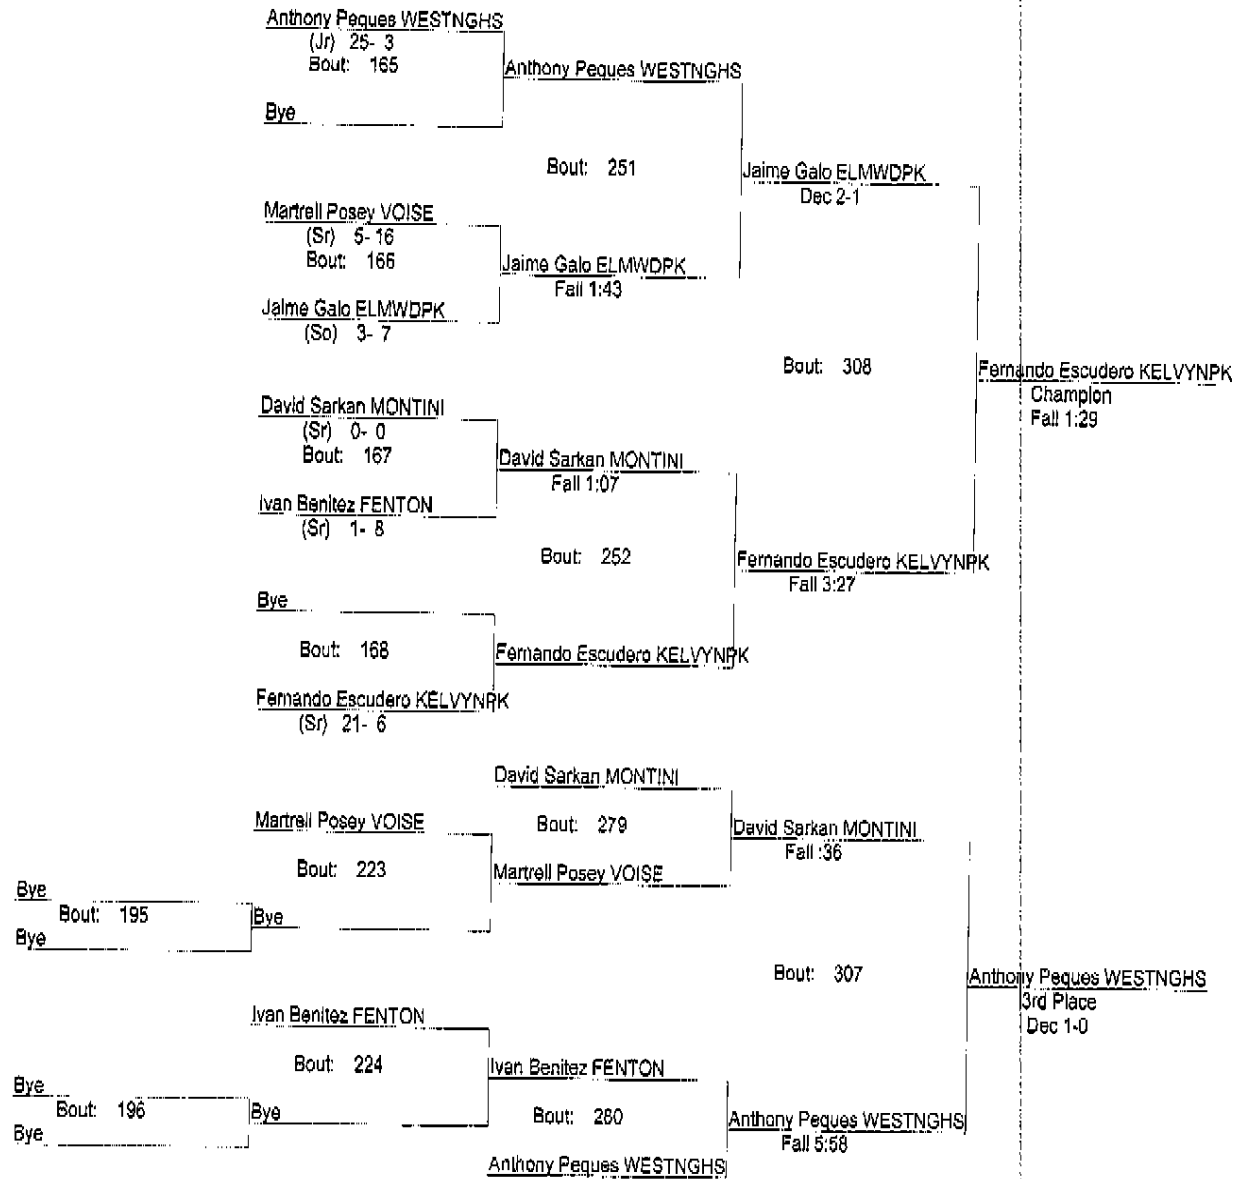 Anthony Peques WESTNGHS
(Jr) 25- 3
Bout: 165
Anthony Peques WESTNGHS
Bye
Bout: 251
Jaime Galo ELMWDPK
Dec 2-1
Martrell Posey VOISE
(Sr) 5- 16
Bout: 166
Jaime Galo ELMWDPK
Fall 1:43
Jaime Galo ELMWDPK
(So) 3- 7
Bout: 308
Fernando Escudero KELVYNPK
Champion
Fall 1:29
David Sarkan MONTINI
(Sr) 0- 0
Bout: 167
David Sarkan MONTINI
Fall 1:07
Ivan Benitez FENTON
(Sr) 1- 8
Bout: 252
Fernando Escudero KELVYNPK
Fall 3:27
Bye
Bout: 168
Fernando Escudero KELVYNPK
Fernando Escudero KELVYNPK
(Sr) 21- 6
David Sarkan MONTINI
Martrell Posey VOISE
Bout: 279
David Sarkan MONTINI
Fall :36
Bout: 223
Martrell Posey VOISE
Bye
Bout: 195
Bye
Bye
Bout: 307
Anthony Peques WESTNGHS
3rd Place
Dec 1-0
Ivan Benitez FENTON
Bout: 224
Ivan Benitez FENTON
Bye
Bout: 196
Bye
Bye
Bout: 280
Anthony Peques WESTNGHS
Fall 5:58
Anthony Peques WESTNGHS